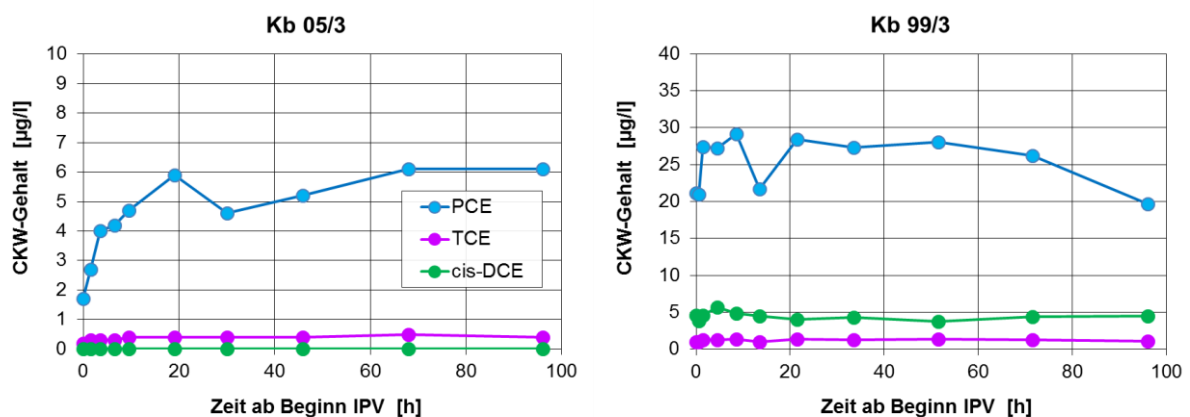 Kb 05/3
CKW-Gehalt [µg/l]
10
9
8
7
6
5
4
3
2
1
0
0 20 40 60 80 100
Zeit ab Beginn IPV [h]
PCE
TCE
cis-DCE
Kb 99/3
CKW-Gehalt [µg/l]
40
35
30
25
20
15
10
5
0
0 20 40 60 80 100
Zeit ab Beginn IPV [h]